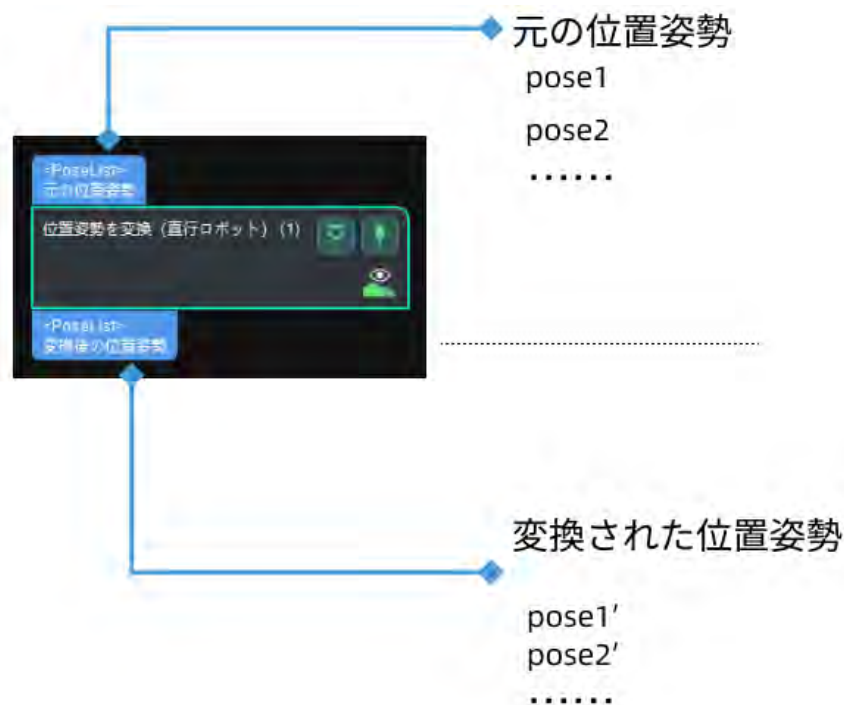 元の位置姿勢
pose1
pose2
......
<PoseList>
元の位置姿勢
位置姿勢を変換（直行ロボット）(1)
<PoseList>
変換後の位置姿勢
変換された位置姿勢
pose1′
pose2′
......